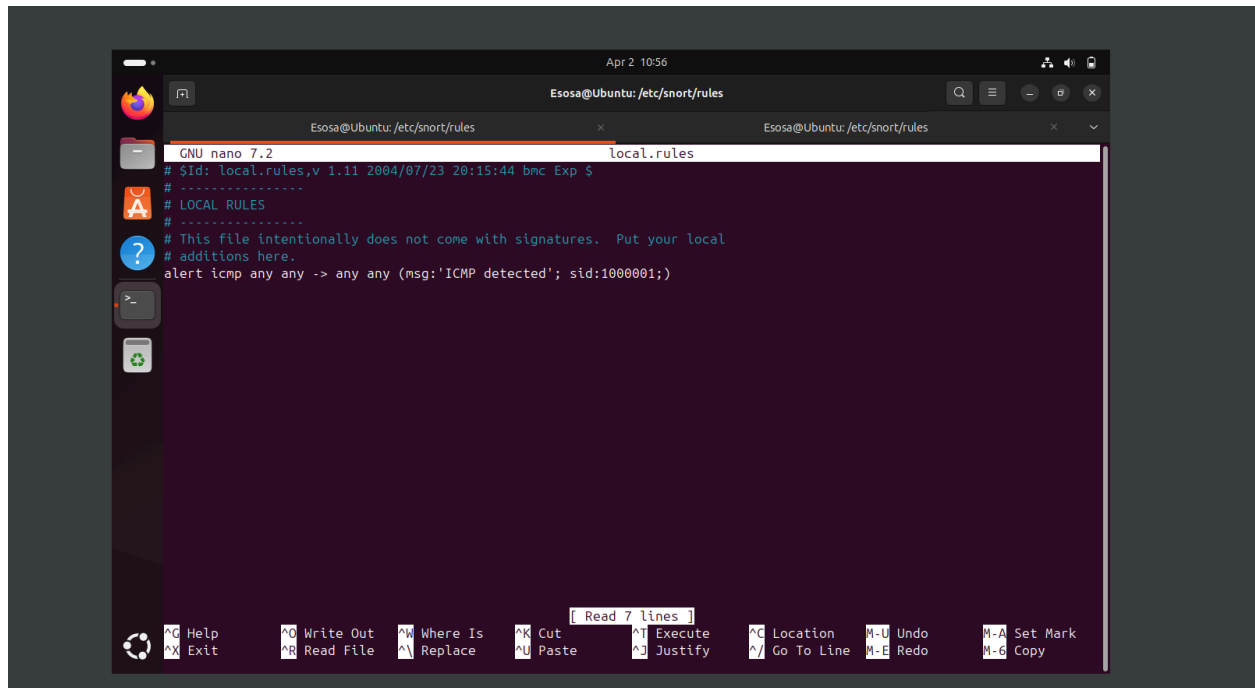 Apr 2 10:56
Esosa@Ubuntu: /etc/snort/rules
Esosa@Ubuntu: /etc/snort/rules × Esosa@Ubuntu: /etc/snort/rules ×
GNU nano 7.2 local.rules
# $Id: local.rules,v 1.11 2004/07/23 20:15:44 bmc Exp $
# ----------------
# LOCAL RULES
# ----------------
# This file intentionally does not come with signatures.  Put your local
# additions here.
alert icmp any any -> any any (msg:'ICMP detected'; sid:1000001;)
[ Read 7 lines ]
^G Help ^O Write Out ^W Where Is ^K Cut ^T Execute ^C Location M-U Undo M-A Set Mark
^X Exit ^R Read File ^\ Replace ^U Paste ^J Justify ^/ Go To Line M-E Redo M-6 Copy